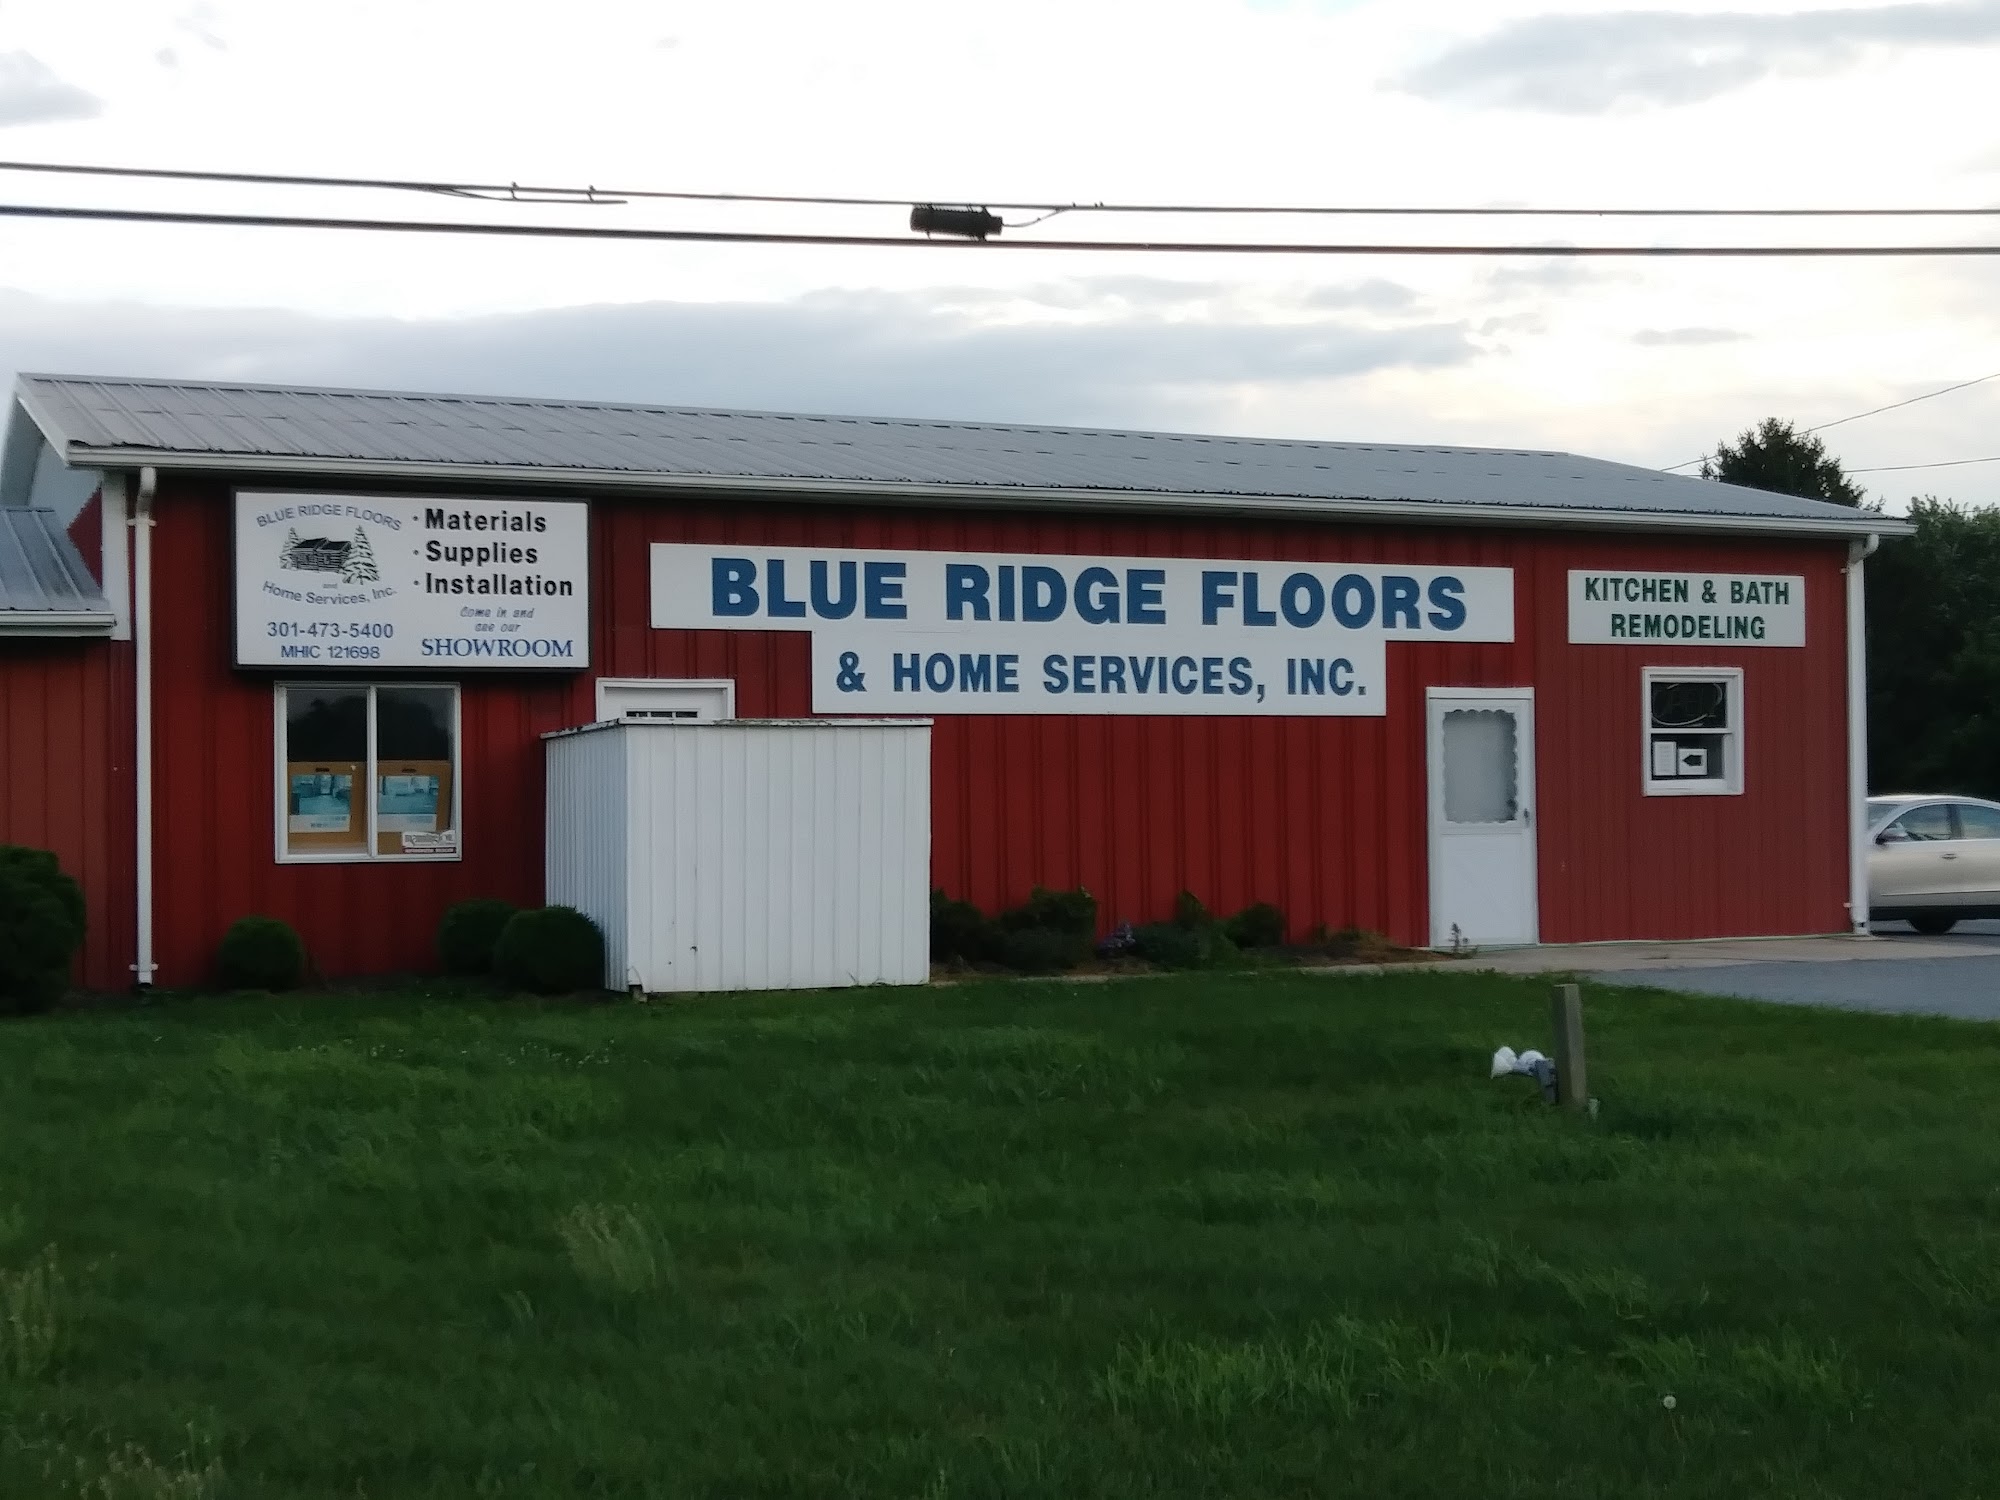 BLUE RIDGE FLOORS
and
Home Services, Inc.
301-473-5400
MHIC 121698
· Materials
· Supplies
· Installation
Come in and
see our
SHOWROOM
BLUE RIDGE FLOORS
& HOME SERVICES, INC.
KITCHEN & BATH
REMODELING